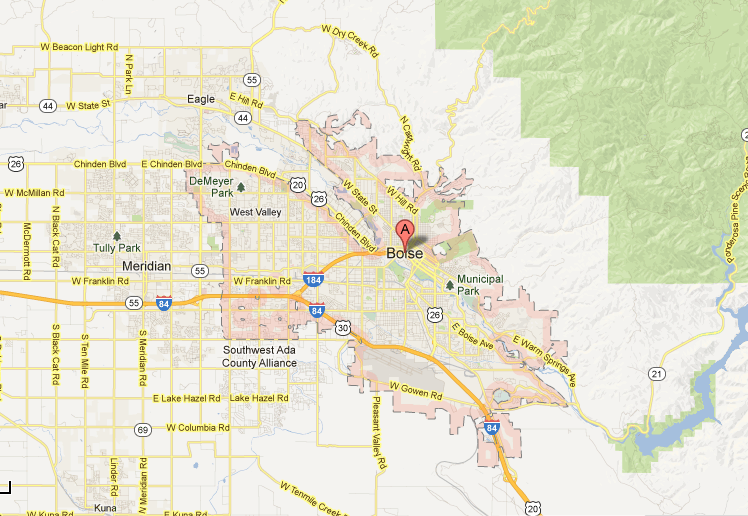 W Dry Creek Rd
W Beacon Light Rd
N Park Ln
55
Eagle
E Hill Rd
44
W State St
44
N Cartwright Rd
26
Chinden Blvd
E Chinden Blvd
Chinden Blvd
DeMeyer
Park
20
26
W State St
W Hill Rd
W McMillan Rd
West Valley
Chinden Blvd
N Black Cat Rd
McDermott Rd
Tully Park
A
Boise
Meridian
55
184
W Franklin Rd
W Franklin Rd
Municipal
Park
55
84
84
26
30
E Boise Ave
E Warm Springs Ave
Ponderosa Pine Scenic
S Black Cat Rd
S Ten Mile Rd
S Meridian Rd
Southwest Ada
County Alliance
21
W Gowen Rd
E Lake Hazel Rd
Lake Hazel Rd
Pleasant Valley Rd
W Columbia Rd
69
84
Linder Rd
W Meridian Rd
W Tenmile Creek
Kuna
W Kuna Rd
E Kuna Rd
20